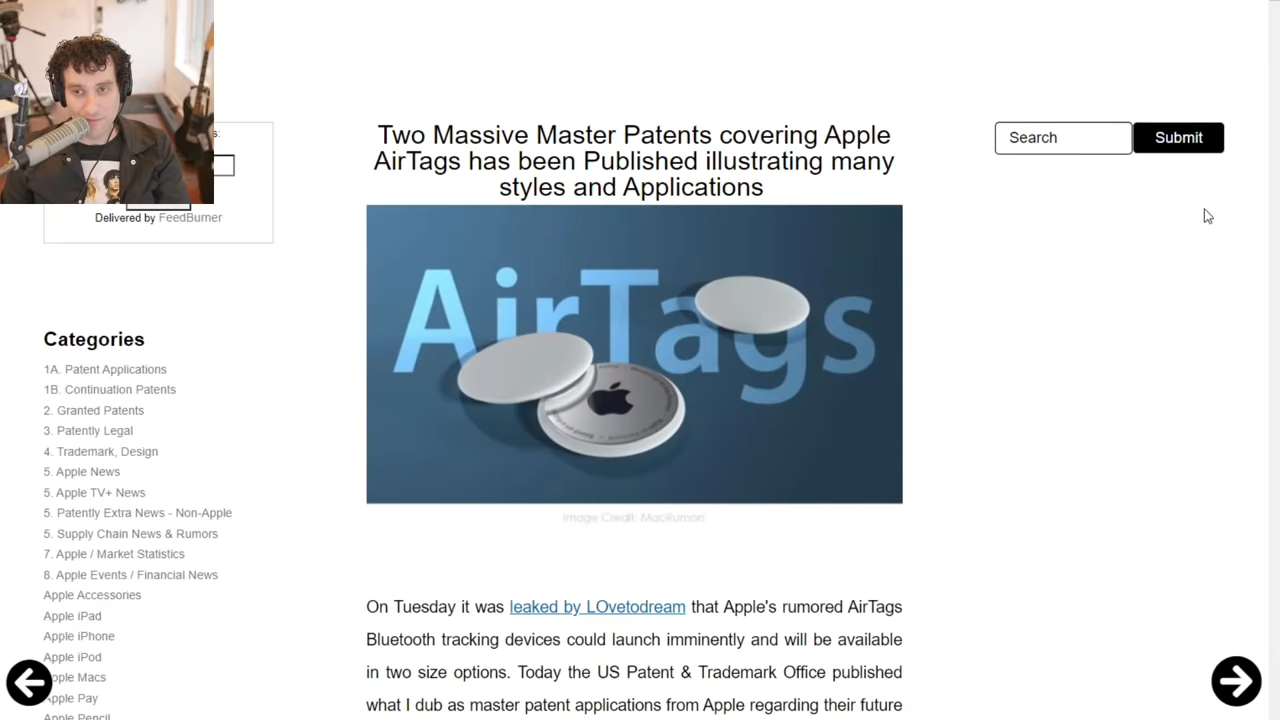 s:
Delivered by FeedBurner
Categories
1A. Patent Applications
1B. Continuation Patents
2. Granted Patents
3. Patently Legal
4. Trademark, Design
5. Apple News
5. Apple TV+ News
5. Patently Extra News - Non-Apple
5. Supply Chain News & Rumors
7. Apple / Market Statistics
8. Apple Events / Financial News
Apple Accessories
Apple iPad
Apple iPhone
Apple iPod
Apple Macs
Apple Pay
Apple Pencil
Two Massive Master Patents covering Apple
AirTags has been Published illustrating many
styles and Applications
AirTags
Image Credit: MacRumors
On Tuesday it was leaked by LOvetodream that Apple's rumored AirTags
Bluetooth tracking devices could launch imminently and will be available
in two size options. Today the US Patent & Trademark Office published
what I dub as master patent applications from Apple regarding their future
Search
Submit